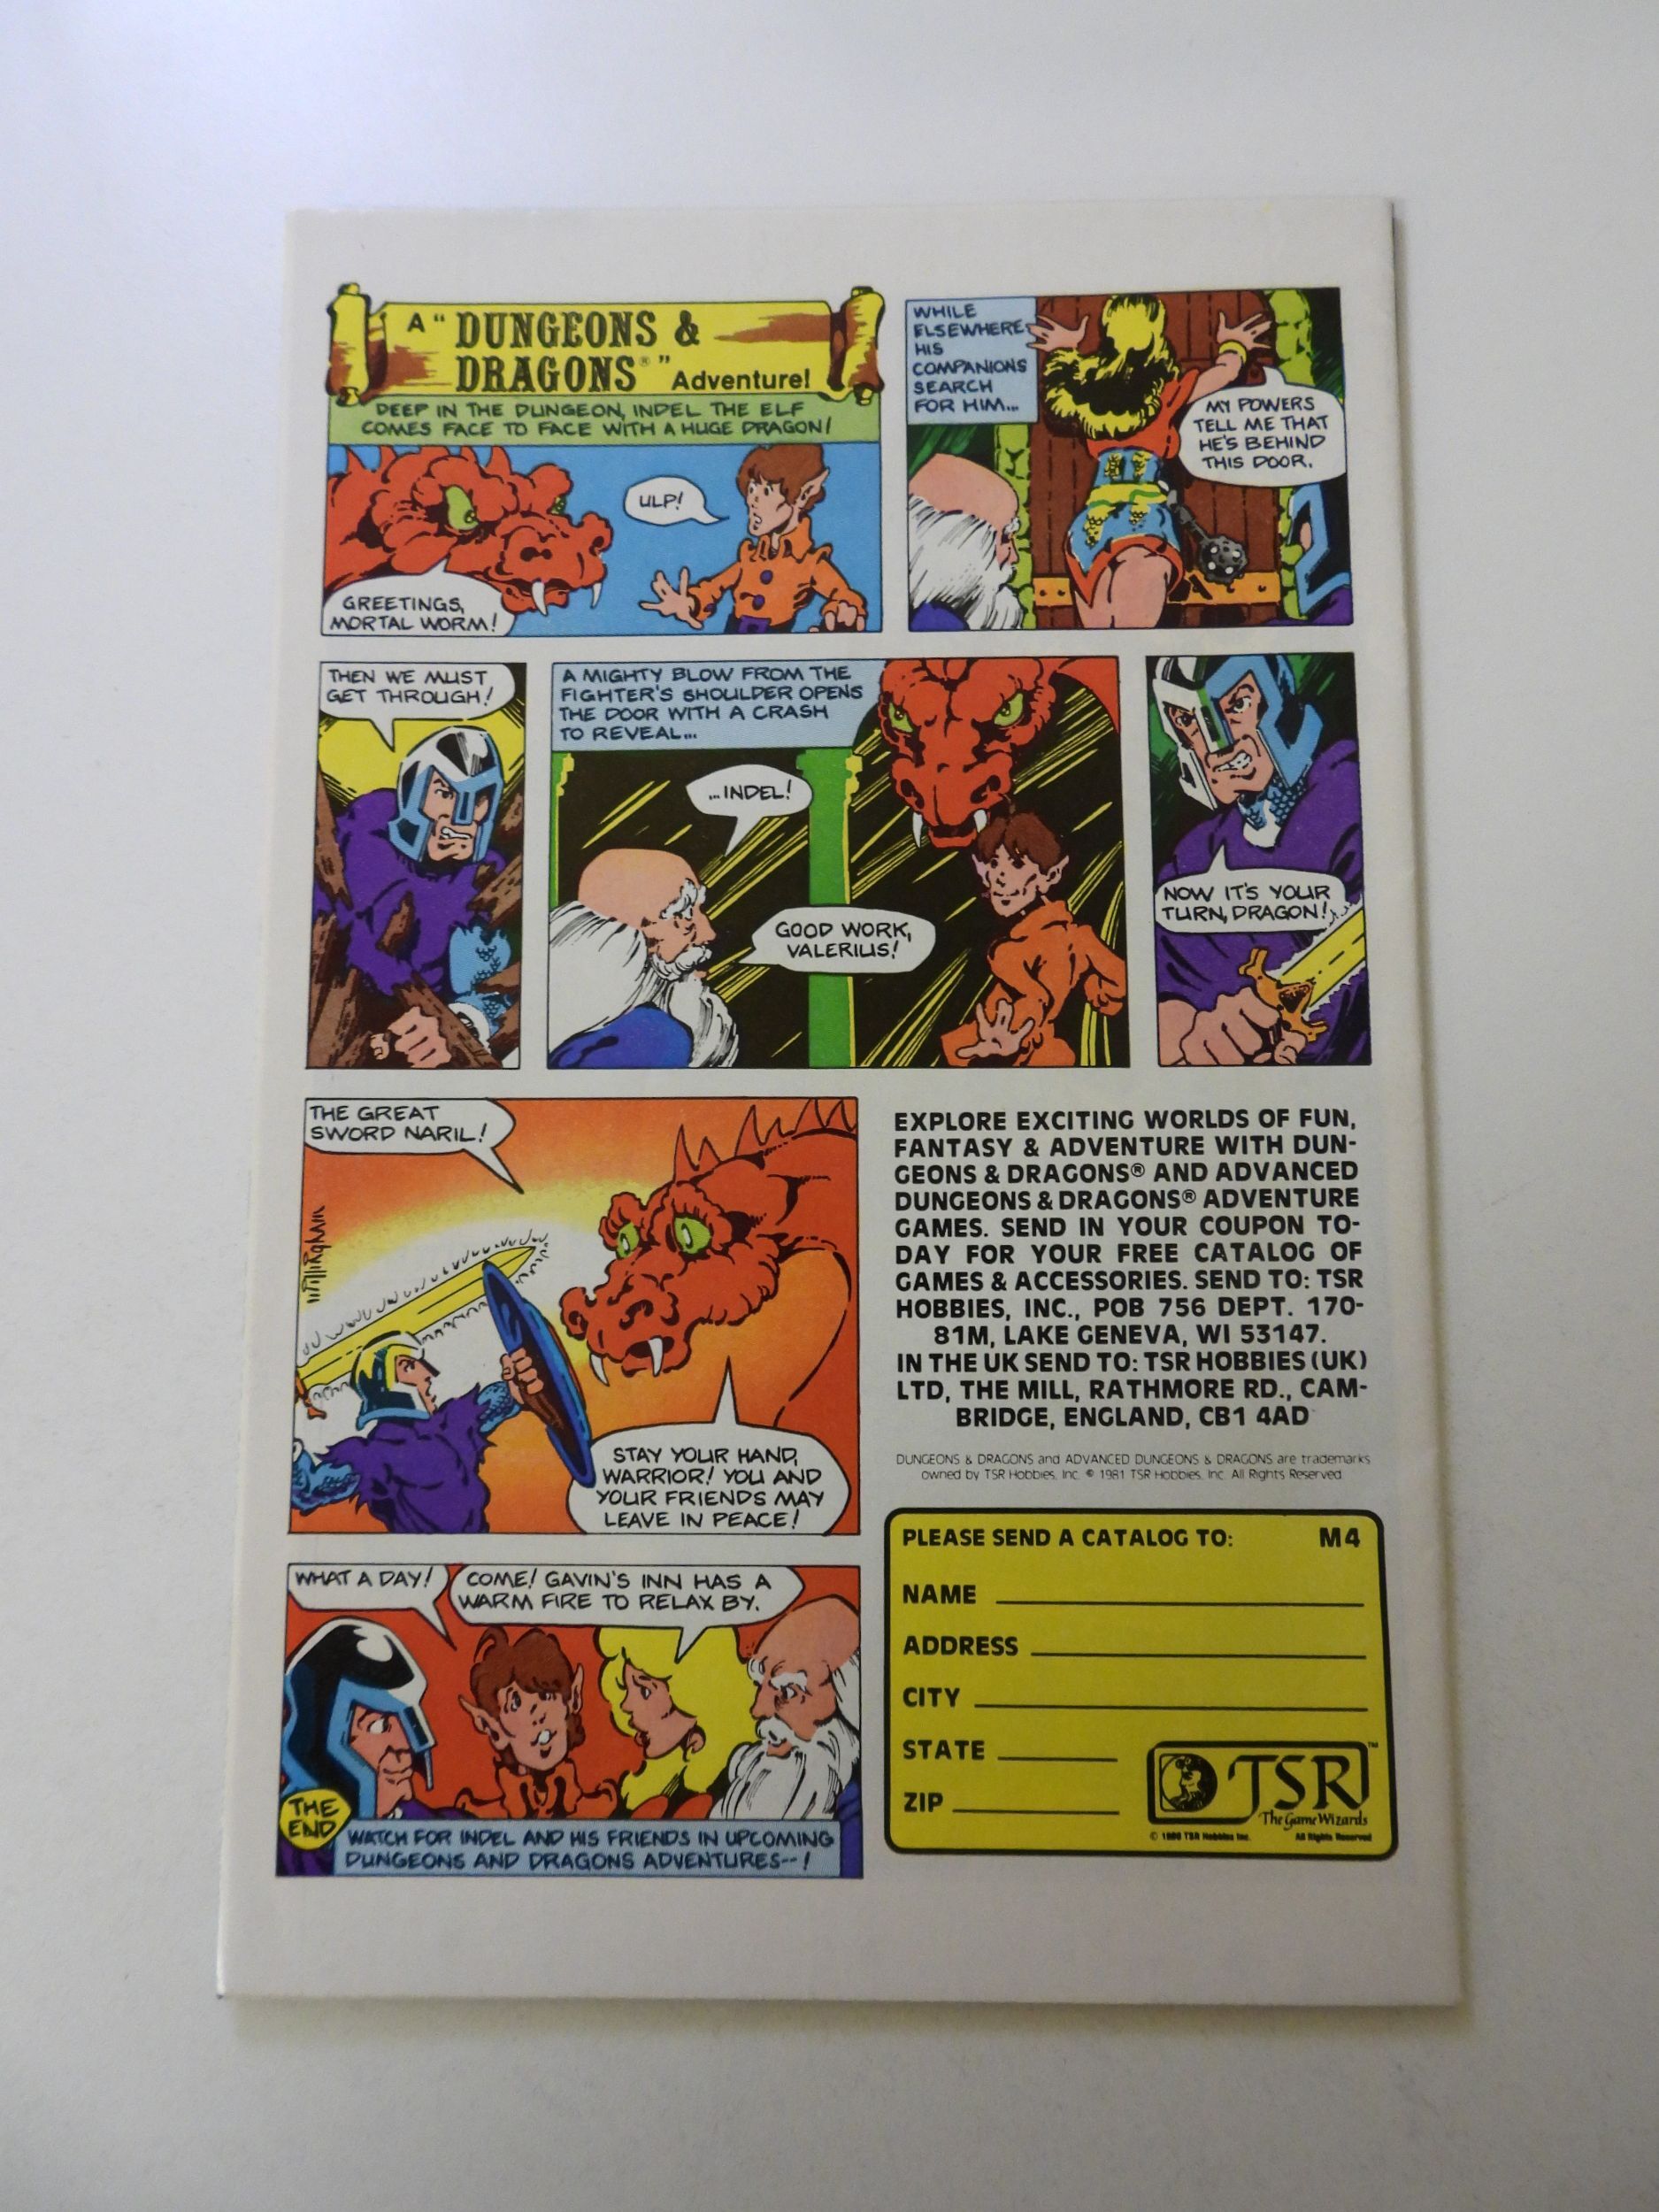 A "DUNGEONS &
DRAGONS®" Adventure!
DEEP IN THE DUNGEON, INDEL THE ELF
COMES FACE TO FACE WITH A HUGE DRAGON!
ULP!
GREETINGS,
MORTAL WORM!
WHILE
ELSEWHERE,
HIS
COMPANIONS
SEARCH
FOR HIM...
MY POWERS
TELL ME THAT
HE'S BEHIND
THIS DOOR.
THEN WE MUST
GET THROUGH!
A MIGHTY BLOW FROM THE
FIGHTER'S SHOULDER OPENS
THE DOOR WITH A CRASH
TO REVEAL...
...INDEL!
GOOD WORK,
VALERIUS!
NOW IT'S YOUR
TURN, DRAGON!
THE GREAT
SWORD NARIL!
Willingham
STAY YOUR HAND,
WARRIOR! YOU AND
YOUR FRIENDS MAY
LEAVE IN PEACE!
WHAT A DAY!
COME! GAVIN'S INN HAS A
WARM FIRE TO RELAX BY.
THE
END
WATCH FOR INDEL AND HIS FRIENDS IN UPCOMING
DUNGEONS AND DRAGONS ADVENTURES--!
EXPLORE EXCITING WORLDS OF FUN,
FANTASY & ADVENTURE WITH DUN-
GEONS & DRAGONS® AND ADVANCED
DUNGEONS & DRAGONS® ADVENTURE
GAMES. SEND IN YOUR COUPON TO-
DAY FOR YOUR FREE CATALOG OF
GAMES & ACCESSORIES. SEND TO: TSR
HOBBIES, INC., POB 756 DEPT. 170-
81M, LAKE GENEVA, WI 53147.
IN THE UK SEND TO: TSR HOBBIES (UK)
LTD, THE MILL, RATHMORE RD., CAM-
BRIDGE, ENGLAND, CB1 4AD
DUNGEONS & DRAGONS and ADVANCED DUNGEONS & DRAGONS are trademarks
owned by TSR Hobbies, Inc. © 1981 TSR Hobbies, Inc. All Rights Reserved
PLEASE SEND A CATALOG TO: M4
NAME
ADDRESS
CITY
STATE
ZIP
TSR™
The Game Wizards
© 1980 TSR Hobbies Inc. All Rights Reserved